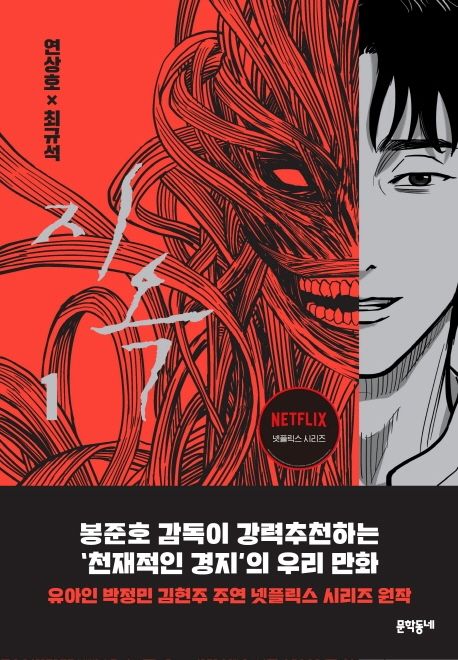 연상호 × 최규석
지옥
1
NETFLIX
넷플릭스 시리즈
봉준호 감독이 강력추천하는
‘천재적인 경지’의 우리 만화
유아인 박정민 김현주 주연 넷플릭스 시리즈 원작
문학동네